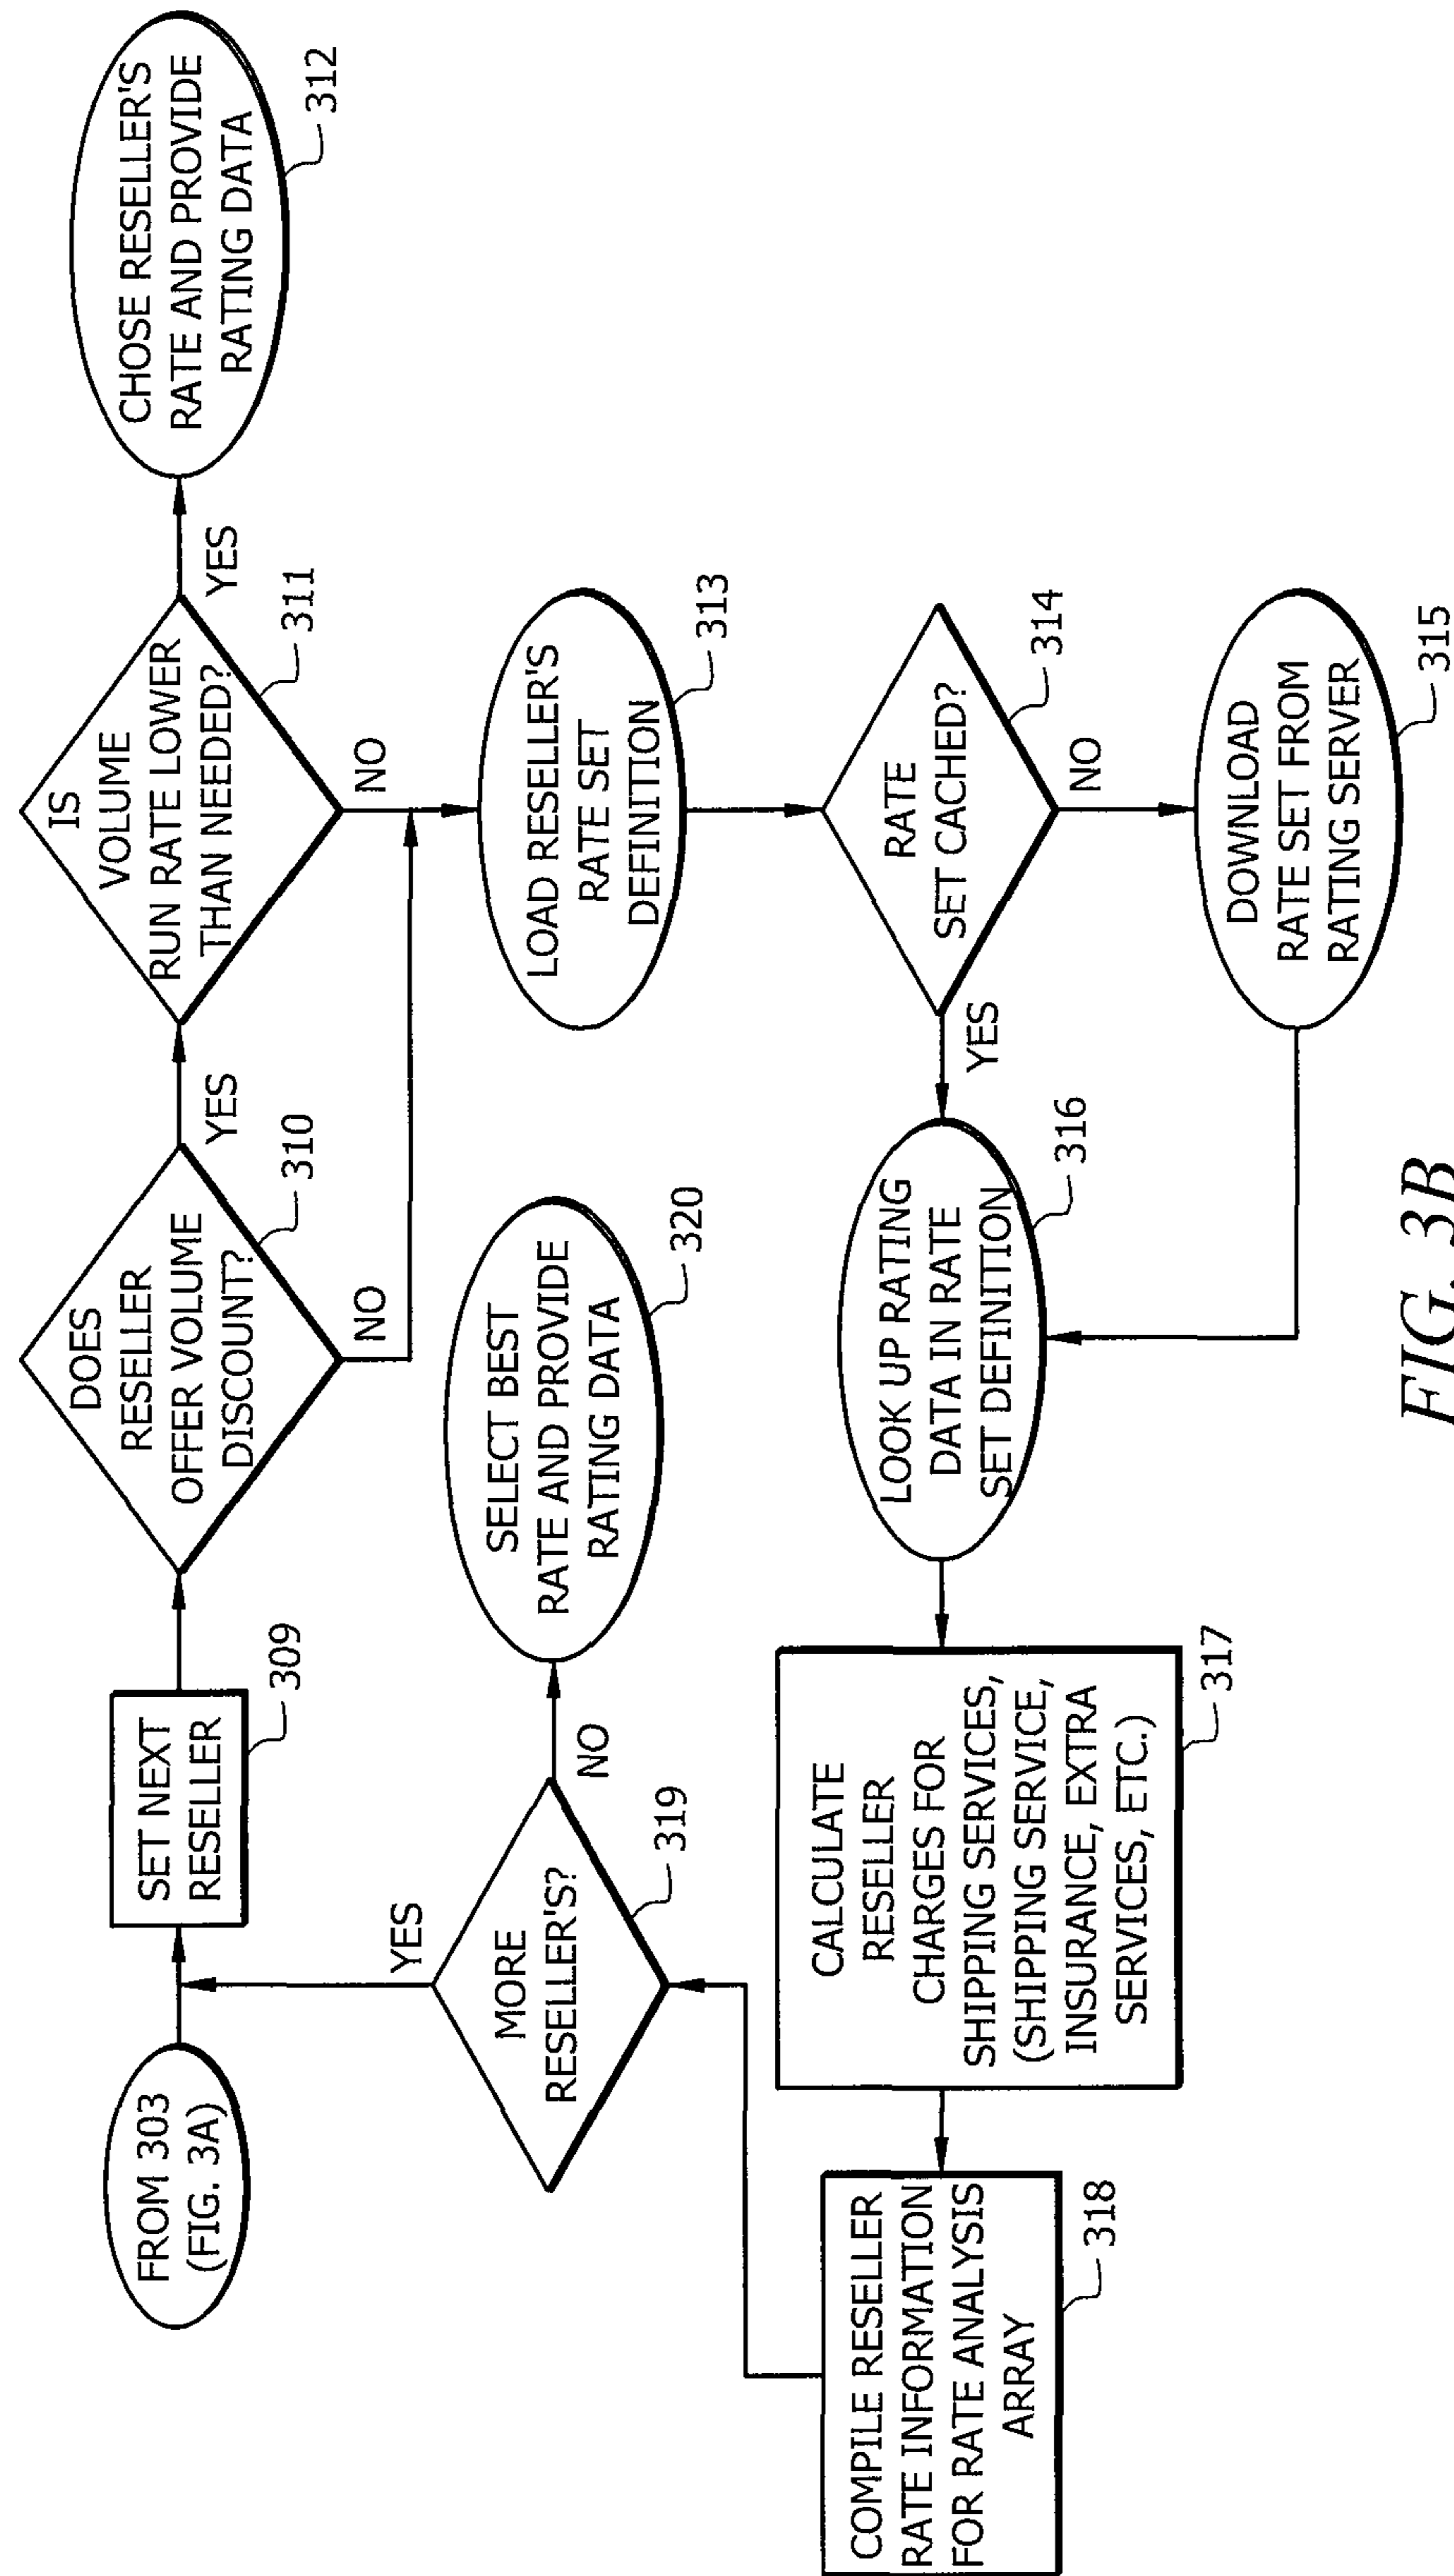 FROM 303
(FIG. 3A)
SET NEXT
RESELLER
309
DOES
RESELLER
OFFER VOLUME
DISCOUNT?
310
YES
NO
IS
VOLUME
RUN RATE LOWER
THAN NEEDED?
311
YES
NO
CHOSE RESELLER'S
RATE AND PROVIDE
RATING DATA
312
YES
MORE
RESELLER'S?
319
NO
SELECT BEST
RATE AND PROVIDE
RATING DATA
320
LOAD RESELLER'S
RATE SET
DEFINITION
313
COMPILE RESELLER
RATE INFORMATION
FOR RATE ANALYSIS
ARRAY
318
CALCULATE
RESELLER
CHARGES FOR
SHIPPING SERVICES,
(SHIPPING SERVICE,
INSURANCE, EXTRA
SERVICES, ETC.)
317
LOOK UP RATING
DATA IN RATE
SET DEFINITION
316
YES
RATE
SET CACHED?
314
NO
DOWNLOAD
RATE SET FROM
RATING SERVER
315
FIG. 3B